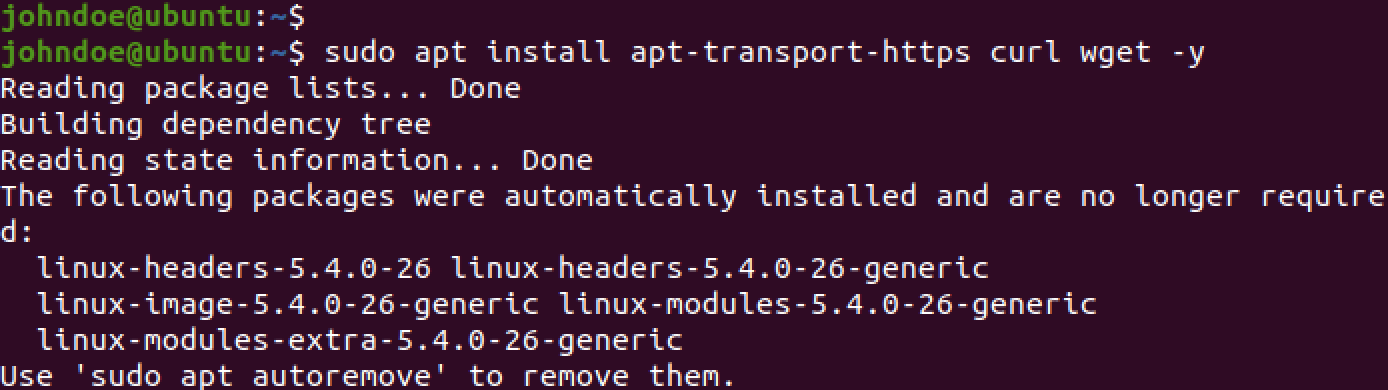 johndoe@ubuntu:~$
johndoe@ubuntu:~$ sudo apt install apt-transport-https curl wget -y
Reading package lists... Done
Building dependency tree
Reading state information... Done
The following packages were automatically installed and are no longer require
d:
  linux-headers-5.4.0-26 linux-headers-5.4.0-26-generic
  linux-image-5.4.0-26-generic linux-modules-5.4.0-26-generic
  linux-modules-extra-5.4.0-26-generic
Use 'sudo apt autoremove' to remove them.